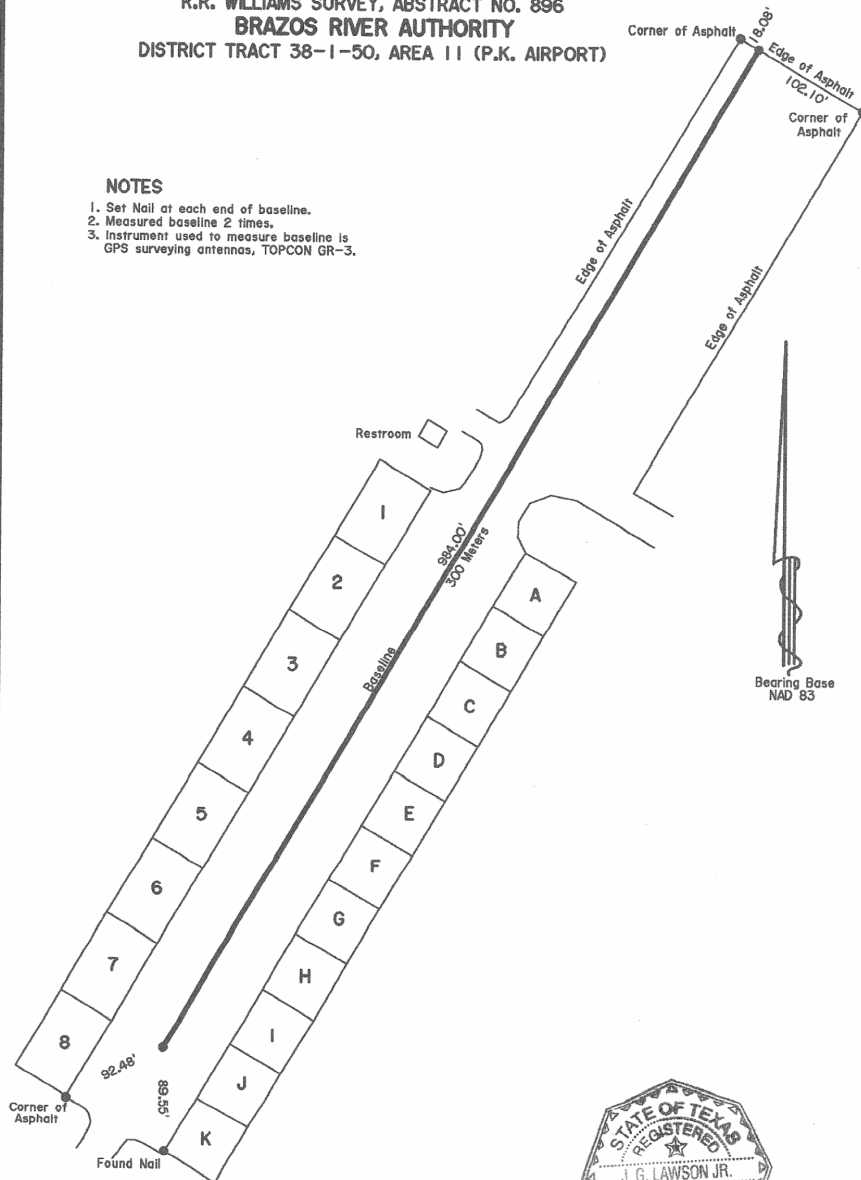 R.R. WILLIAMS SURVEY, ABSTRACT NO. 896
BRAZOS RIVER AUTHORITY
DISTRICT TRACT 38-1-50, AREA 11 (P.K. AIRPORT)
Corner of Asphalt
18.08'
Edge of Asphalt
102.10'
Corner of
Asphalt
NOTES
1. Set Nail at each end of baseline.
2. Measured baseline 2 times.
3. Instrument used to measure baseline is
GPS surveying antennas, TOPCON GR-3.
Edge of Asphalt
Edge of Asphalt
Restroom
984.00'
300 Meters
Baseline
1
2
3
4
5
6
7
8
A
B
C
D
E
F
G
H
I
J
K
Bearing Base
NAD 83
92.48'
89.55'
Corner of
Asphalt
Found Nail
STATE OF TEXAS
REGISTERED
J. G. LAWSON JR.